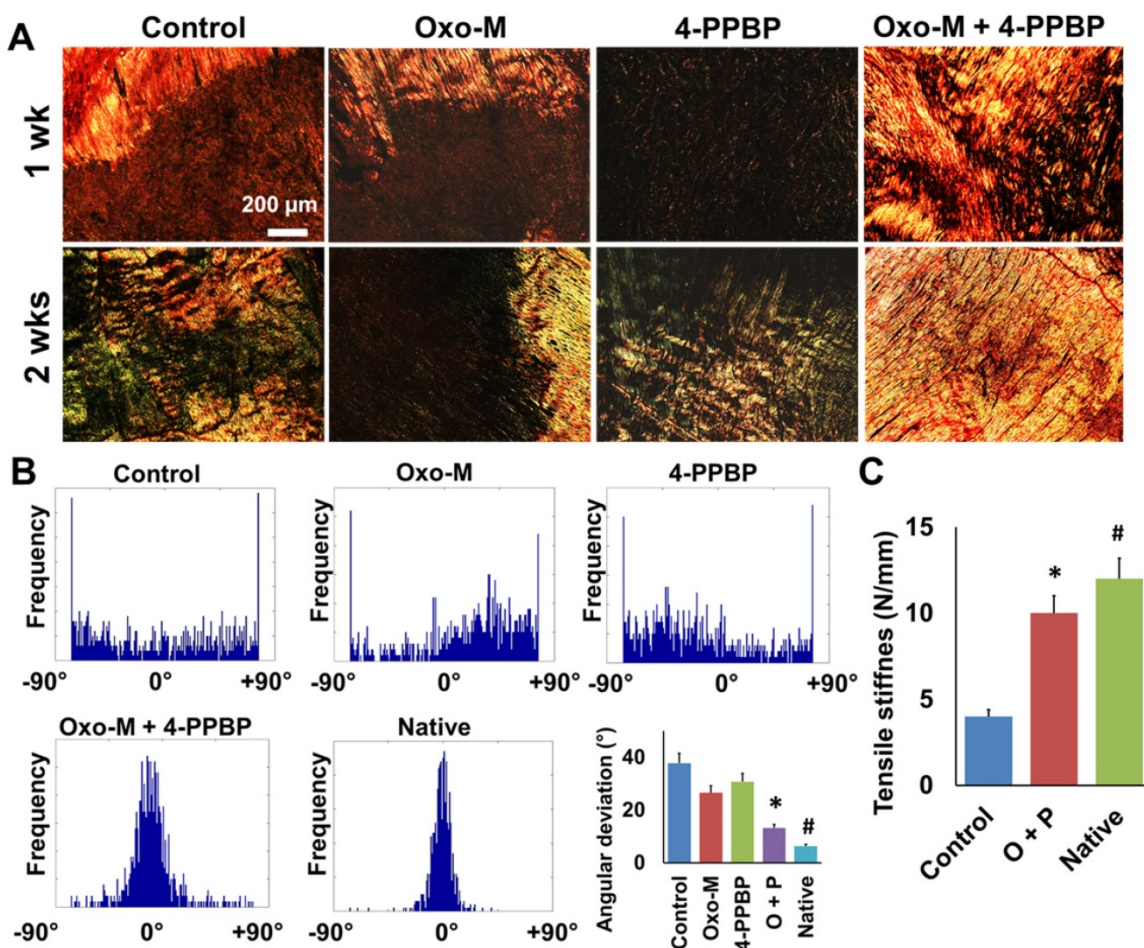 A
Control
Oxo-M
4-PPBP
Oxo-M + 4-PPBP
1 wk
200 µm
2 wks
B
Control
Frequency
-90° 0° +90°
Oxo-M
Frequency
-90° 0° +90°
4-PPBP
Frequency
-90° 0° +90°
Oxo-M + 4-PPBP
Frequency
-90° 0° +90°
Native
Frequency
-90° 0° +90°
Angular deviation (°)
40
20
0
*
#
Control
Oxo-M
4-PPBP
O + P
Native
C
Tensile stiffnes (N/mm)
15
10
5
0
*
#
Control
O + P
Native